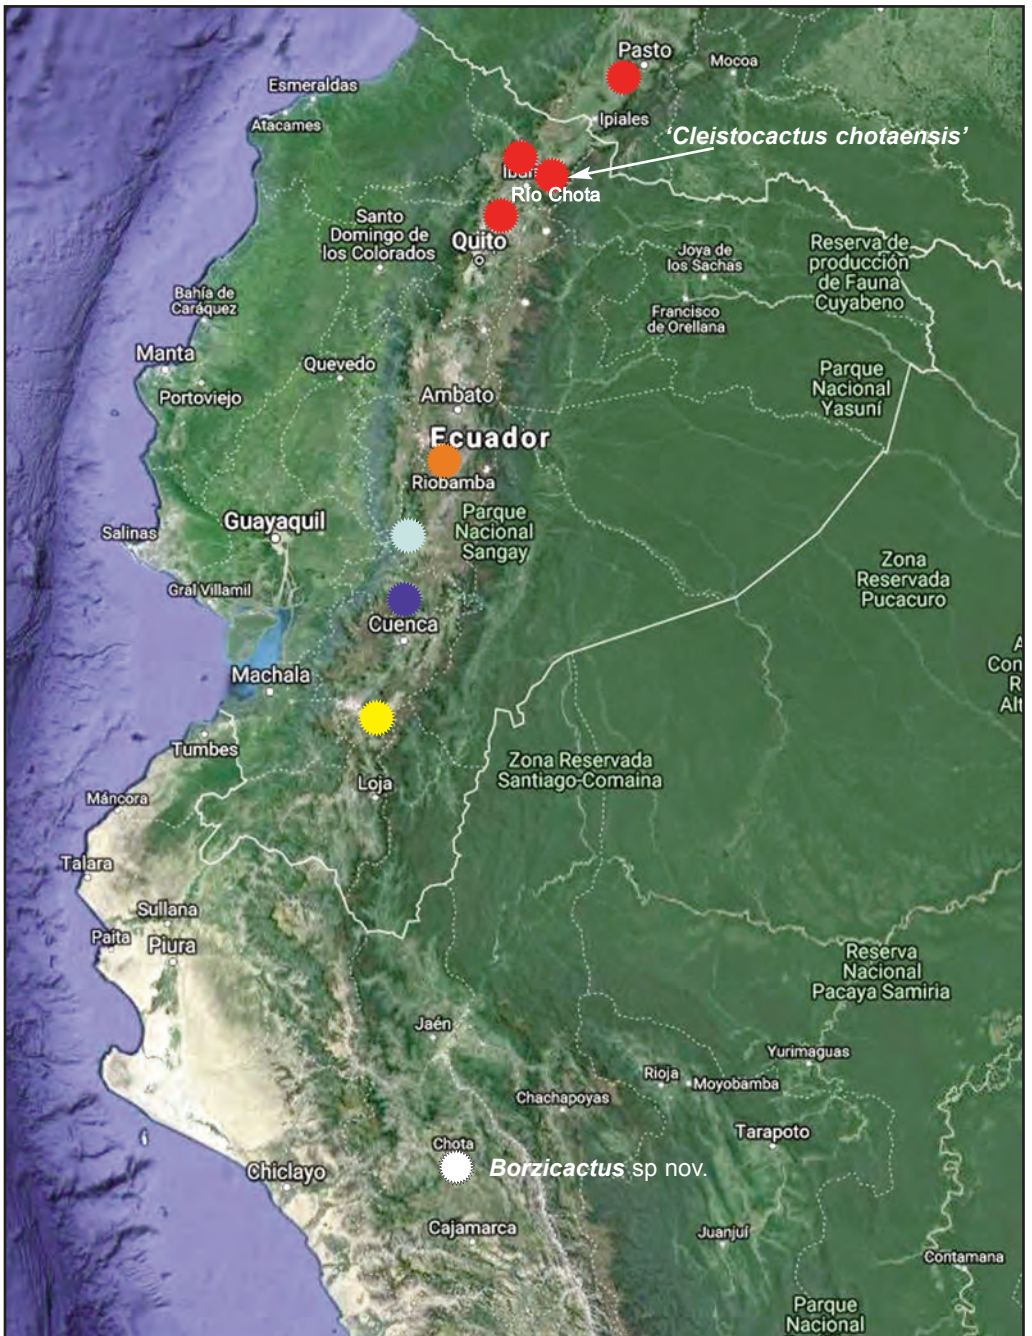 Pasto
Mocoa
Esmeraldas
Atacames
Ipiales
‘Cleistocactus chotaensis’
Río Chota
Santo
Domingo de
los Colorados
Quito
Joya de
los Sachas
Reserva de
producción
de Fauna
Cuyabeno
Bahía de
Caráquez
Francisco
de Orellana
Manta
Portoviejo
Quevedo
Parque
Nacional
Yasuní
Ambato
Ecuador
Riobamba
Salinas
Guayaquil
Parque
Nacional
Sangay
Gral Villamil
Zona
Reservada
Pucacuro
Cuenca
Machala
Tumbes
Zona Reservada
Santiago-Comaina
Loja
Máncora
Talara
Sullana
Paita
Piura
Reserva
Nacional
Pacaya Samiria
Jaén
Yurimaguas
Rioja
Moyobamba
Chachapoyas
Tarapoto
Chota
Borzicactus sp nov.
Chiclayo
Cajamarca
Juanjuí
Contamana
Parque
Nacional